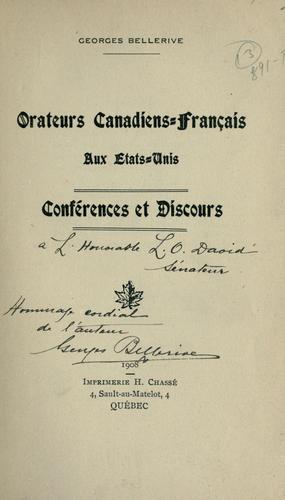 GEORGES BELLERIVE
3
Orateurs Canadiens=Français
Aux Etats=Unis
Conférences et Discours
a L'Honorable L. O. David
Sénateur
Hommage cordial
de l'auteur
Georges Bellerive
1908
IMPRIMERIE H. CHASSÉ
4, Sault-au-Matelot, 4
QUÉBEC